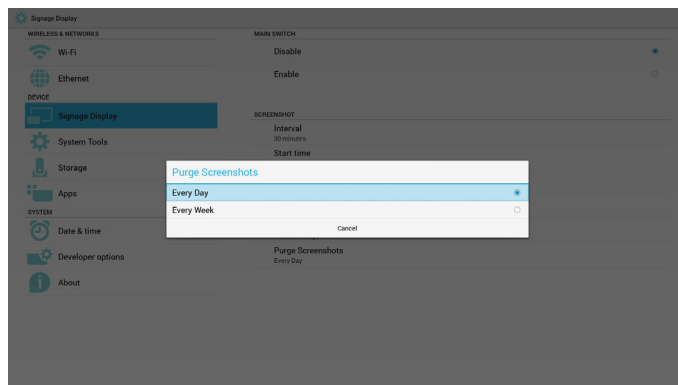 Signage Display
WIRELESS & NETWORKS
Wi-Fi
Ethernet
DEVICE
Signage Display
System Tools
Storage
Apps
SYSTEM
Date & time
Developer options
About
MAIN SWITCH
Disable
Enable
SCREENSHOT
Interval
30 minutes
Start time
Purge Screenshots
Every Day
Every Week
Cancel
Purge Screenshots
Every Day